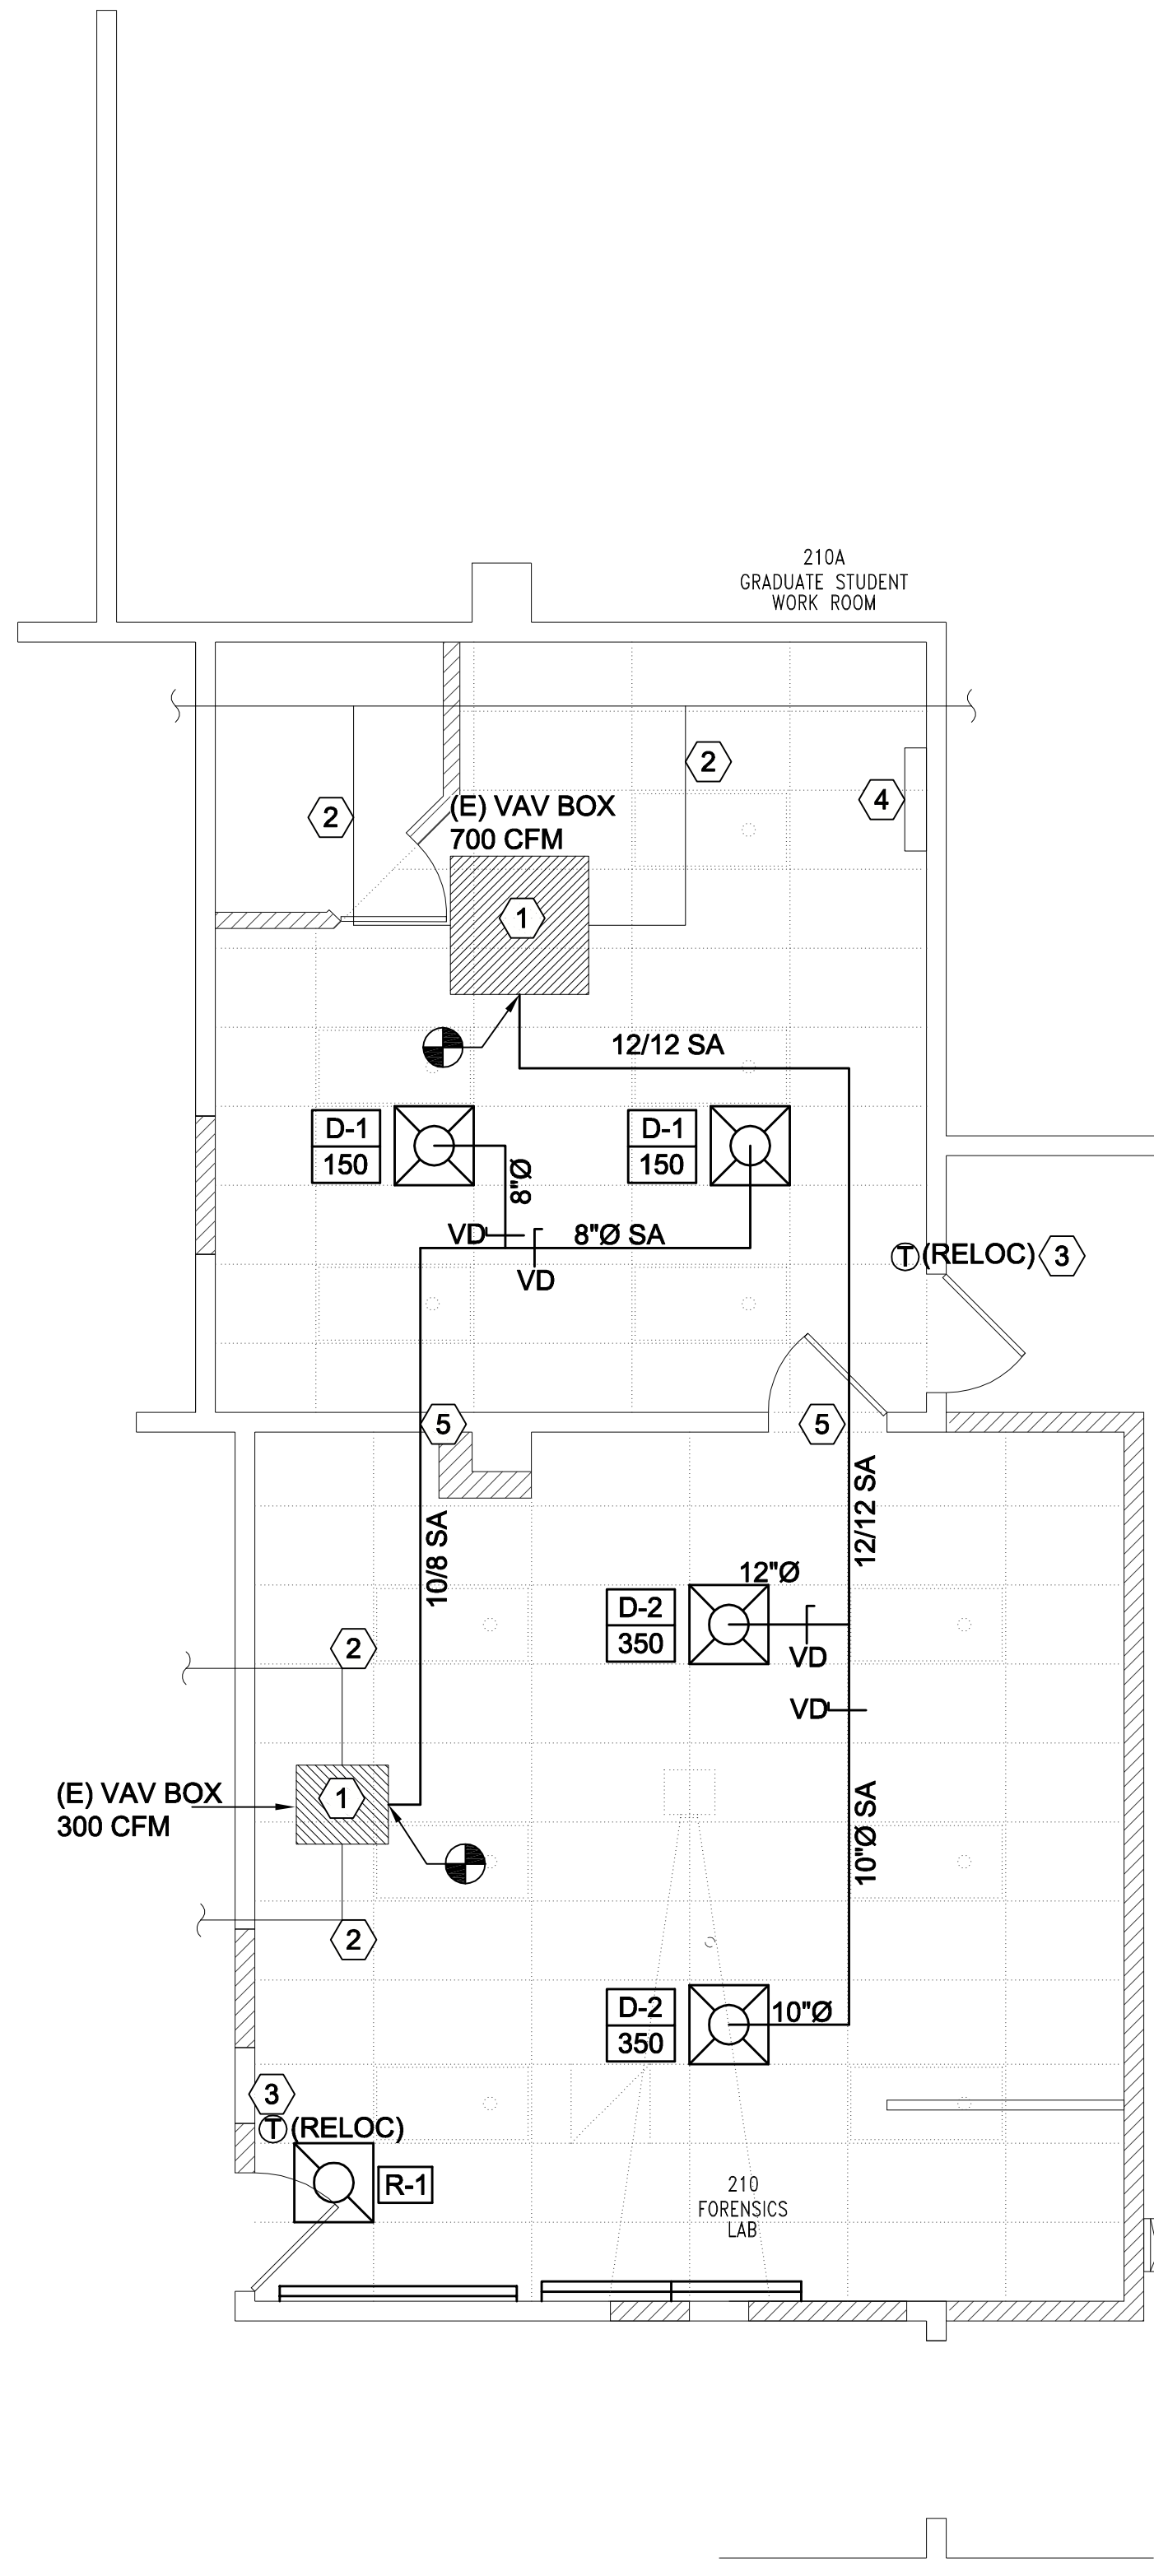 210A
GRADUATE STUDENT
WORK ROOM
2
2
4
(E) VAV BOX
700 CFM
1
12/12 SA
D-1
150
D-1
150
8"Ø
VD
8"Ø SA
VD
T (RELOC) 3
5
5
12/12 SA
10/8 SA
12"Ø
D-2
350
VD
2
VD
(E) VAV BOX
300 CFM
1
10"Ø SA
2
D-2
350
10"Ø
3
T (RELOC)
R-1
210
FORENSICS
LAB